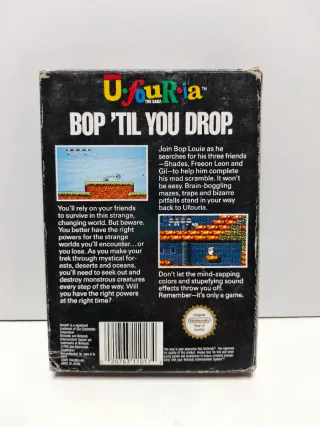 U·four·ia™
THE SAGA
BOP 'TIL YOU DROP.
Join Bop Louie as he
searches for his three friends
—Shades, Freeon Leon and
Gil—to help him complete
his mad scramble. It won't
be easy. Brain-boggling
mazes, traps and bizarre
pitfalls stand in your way
back to Ufouria.
You'll rely on your friends
to survive in this strange,
changing world. But beware.
You better have the right
powers for the strange
worlds you'll encounter...or
you lose. As you make your
trek through mystical for-
ests, deserts and oceans,
you'll need to seek out and
destroy monstrous creatures
every step of the way. Will
you have the right powers
at the right time?
Don't let the mind-zapping
colors and stupefying sound
effects throw you off.
Remember—it's only a game.
Original
Nintendo
Seal of
Quality